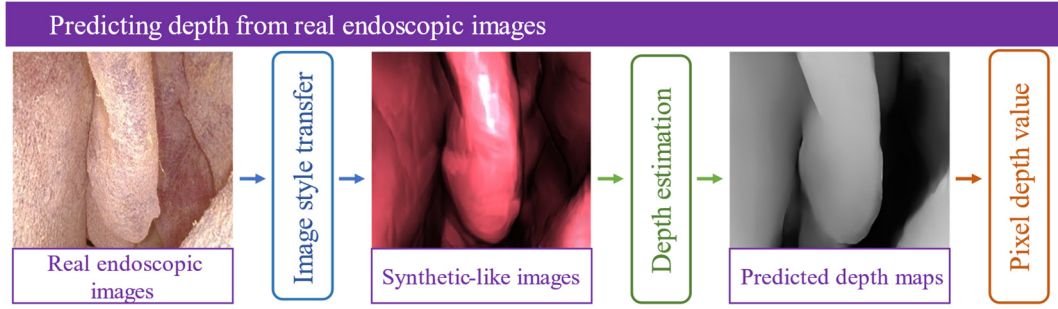 Predicting depth from real endoscopic images
Image style transfer
Depth estimation
Pixel depth value
Real endoscopic
images
Synthetic-like images
Predicted depth maps